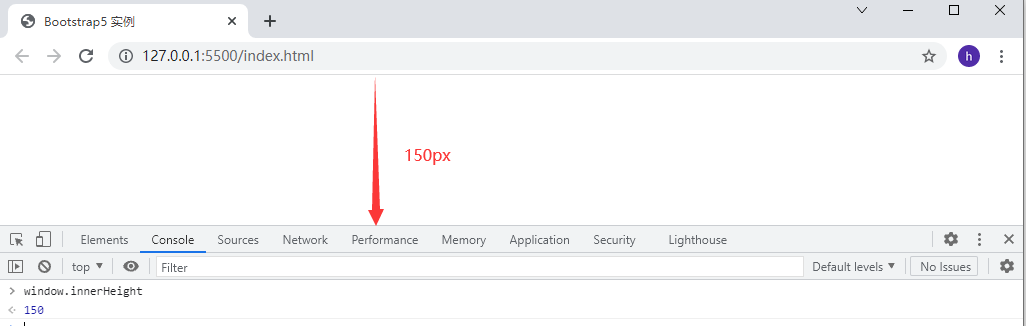 Bootstrap5 实例
127.0.0.1:5500/index.html
h
150px
Elements Console Sources Network Performance Memory Application Security Lighthouse
top Filter Default levels No Issues
window.innerHeight
150